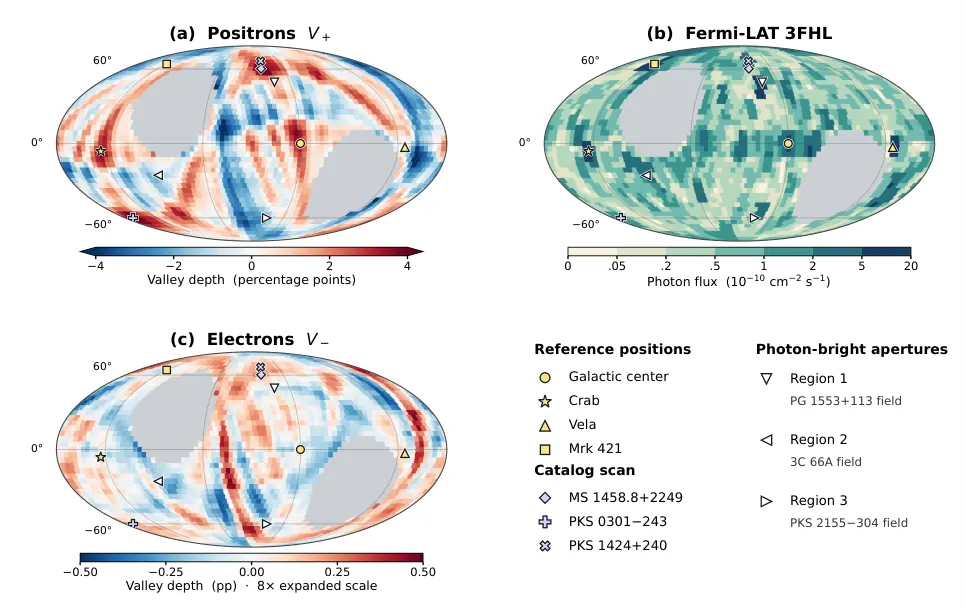 (a) Positrons V₊
60°
0°
−60°
−4 −2 0 2 4
Valley depth (percentage points)
(b) Fermi-LAT 3FHL
60°
0°
−60°
0 .05 .2 .5 1 2 5 20
Photon flux (10⁻¹⁰ cm⁻² s⁻¹)
(c) Electrons V₋
60°
0°
−60°
−0.50 −0.25 0.00 0.25 0.50
Valley depth (pp) · 8× expanded scale
Reference positions
Galactic center
Crab
Vela
Mrk 421
Catalog scan
MS 1458.8+2249
PKS 0301−243
PKS 1424+240
Photon-bright apertures
Region 1
PG 1553+113 field
Region 2
3C 66A field
Region 3
PKS 2155−304 field